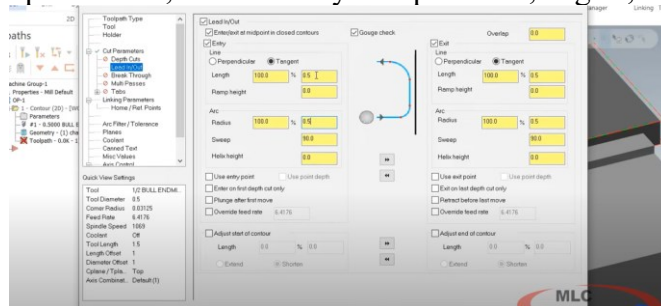 2D
Toolpath Type
Tool
Holder
Cut Parameters
Depth Cuts
Lead In/Out
Break Through
Multi Passes
Tabs
Linking Parameters
Home / Ref. Points
Arc Filter / Tolerance
Planes
Coolant
Canned Text
Misc Values
Axis Control
Quick View Settings
Tool 1/2 BULL ENDMI...
Tool Diameter 0.5
Corner Radius 0.03125
Feed Rate 6.4176
Spindle Speed 1069
Coolant Off
Tool Length 1.5
Length Offset 1
Diameter Offset 1
Cplane / Tpla... Top
Axis Combinat... Default (1)
Lead In/Out
Enter/exit at midpoint in closed contours
Gouge check
Overlap 0.0
Entry
Line
Perpendicular Tangent
Length 100.0 % 0.5
Ramp height 0.0
Arc
Radius 100.0 % 0.5
Sweep 90.0
Helix height 0.0
Use entry point Use point depth
Enter on first depth cut only
Plunge after first move
Override feed rate 6.4176
Adjust start of contour
Length 0.0 % 0.0
Extend Shorten
Exit
Line
Perpendicular Tangent
Length 100.0 % 0.5
Ramp height 0.0
Arc
Radius 100.0 % 0.5
Sweep 90.0
Helix height 0.0
Use exit point Use point depth
Exit on last depth cut only
Retract before last move
Override feed rate 6.4176
Adjust end of contour
Length 0.0 % 0.0
Extend Shorten
aths
achine Group-1
Properties - Mill Default
OP-1
1 - Contour (2D) - [WC
Parameters
#1 - 0.5000 BULL E
Geometry - (1) cha
Toolpath - 0.0K - 1
anager
Linking
MLC